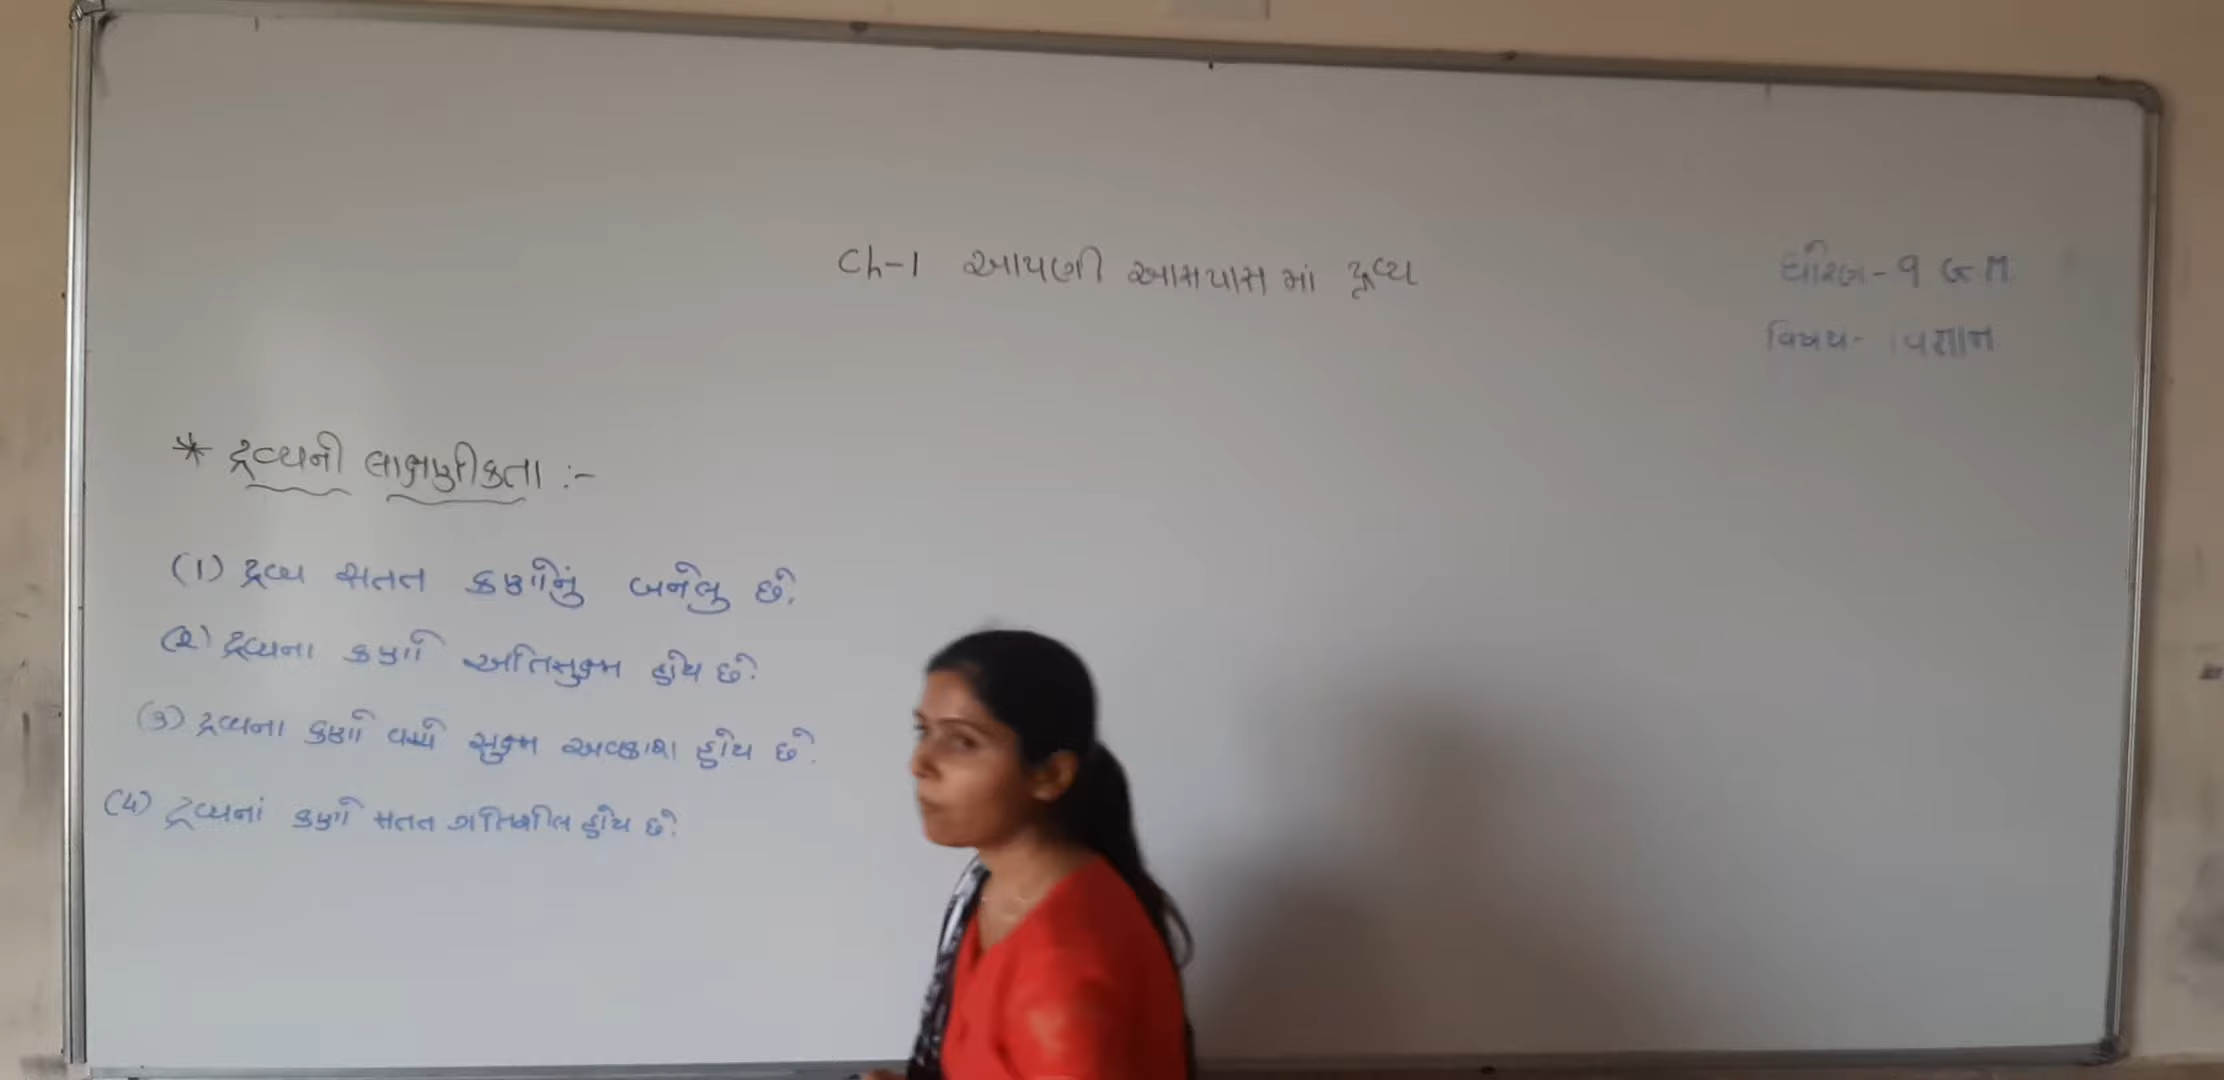 Ch-1 આપણી આસપાસ માં દ્રવ્ય
ધોરણ - 9 G M
વિષય - વિજ્ઞાન
* દ્રવ્યની લાક્ષણીકતા :-
(1) દ્રવ્ય સતત કણોનું બનેલુ છે.
(2) દ્રવ્યના કણો અતિસુક્ષ્મ હોય છે.
(3) દ્રવ્યના કણો વચ્ચે સુક્ષ્મ અવકાશ હોય છે.
(4) દ્રવ્યનાં કણો સતત ગતિશીલ હોય છે.